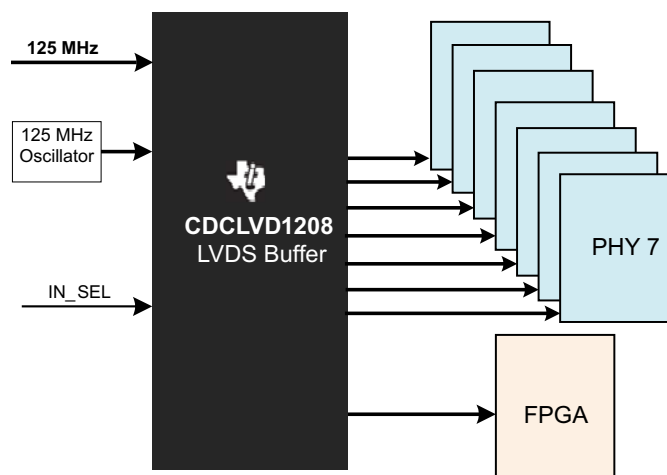 125 MHz
125 MHz
Oscillator
IN_SEL
CDCLVD1208
LVDS Buffer
PHY 7
FPGA